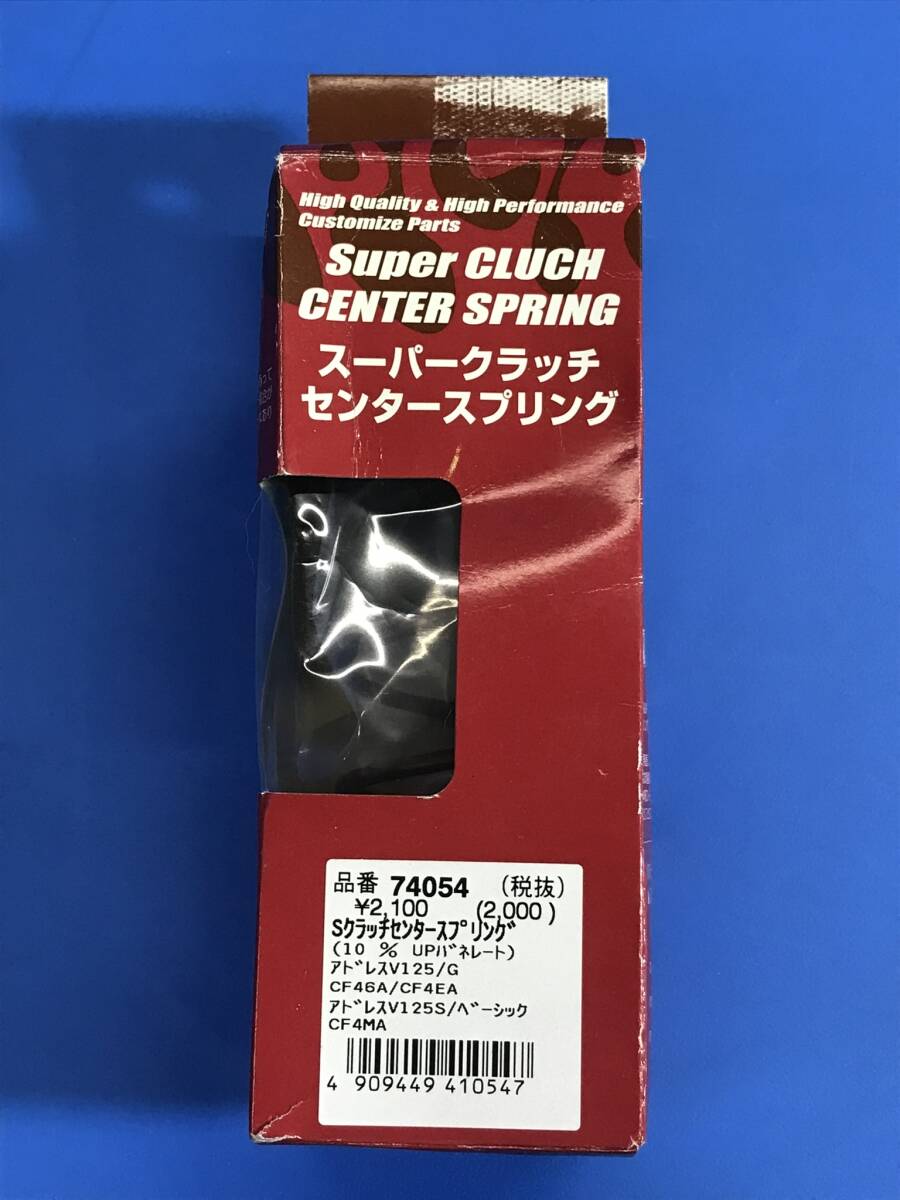 High Quality & High Performance
Customize Parts
Super CLUCH
CENTER SPRING
スーパークラッチ
センタースプリング
品番 74054 (税抜)
¥2,100 (2,000)
Sクラッチセンタースプリング
(10 % UPバネレート)
アドレスV125/G
CF46A/CF4EA
アドレスV125S/ベーシック
CF4MA
4 909449 410547